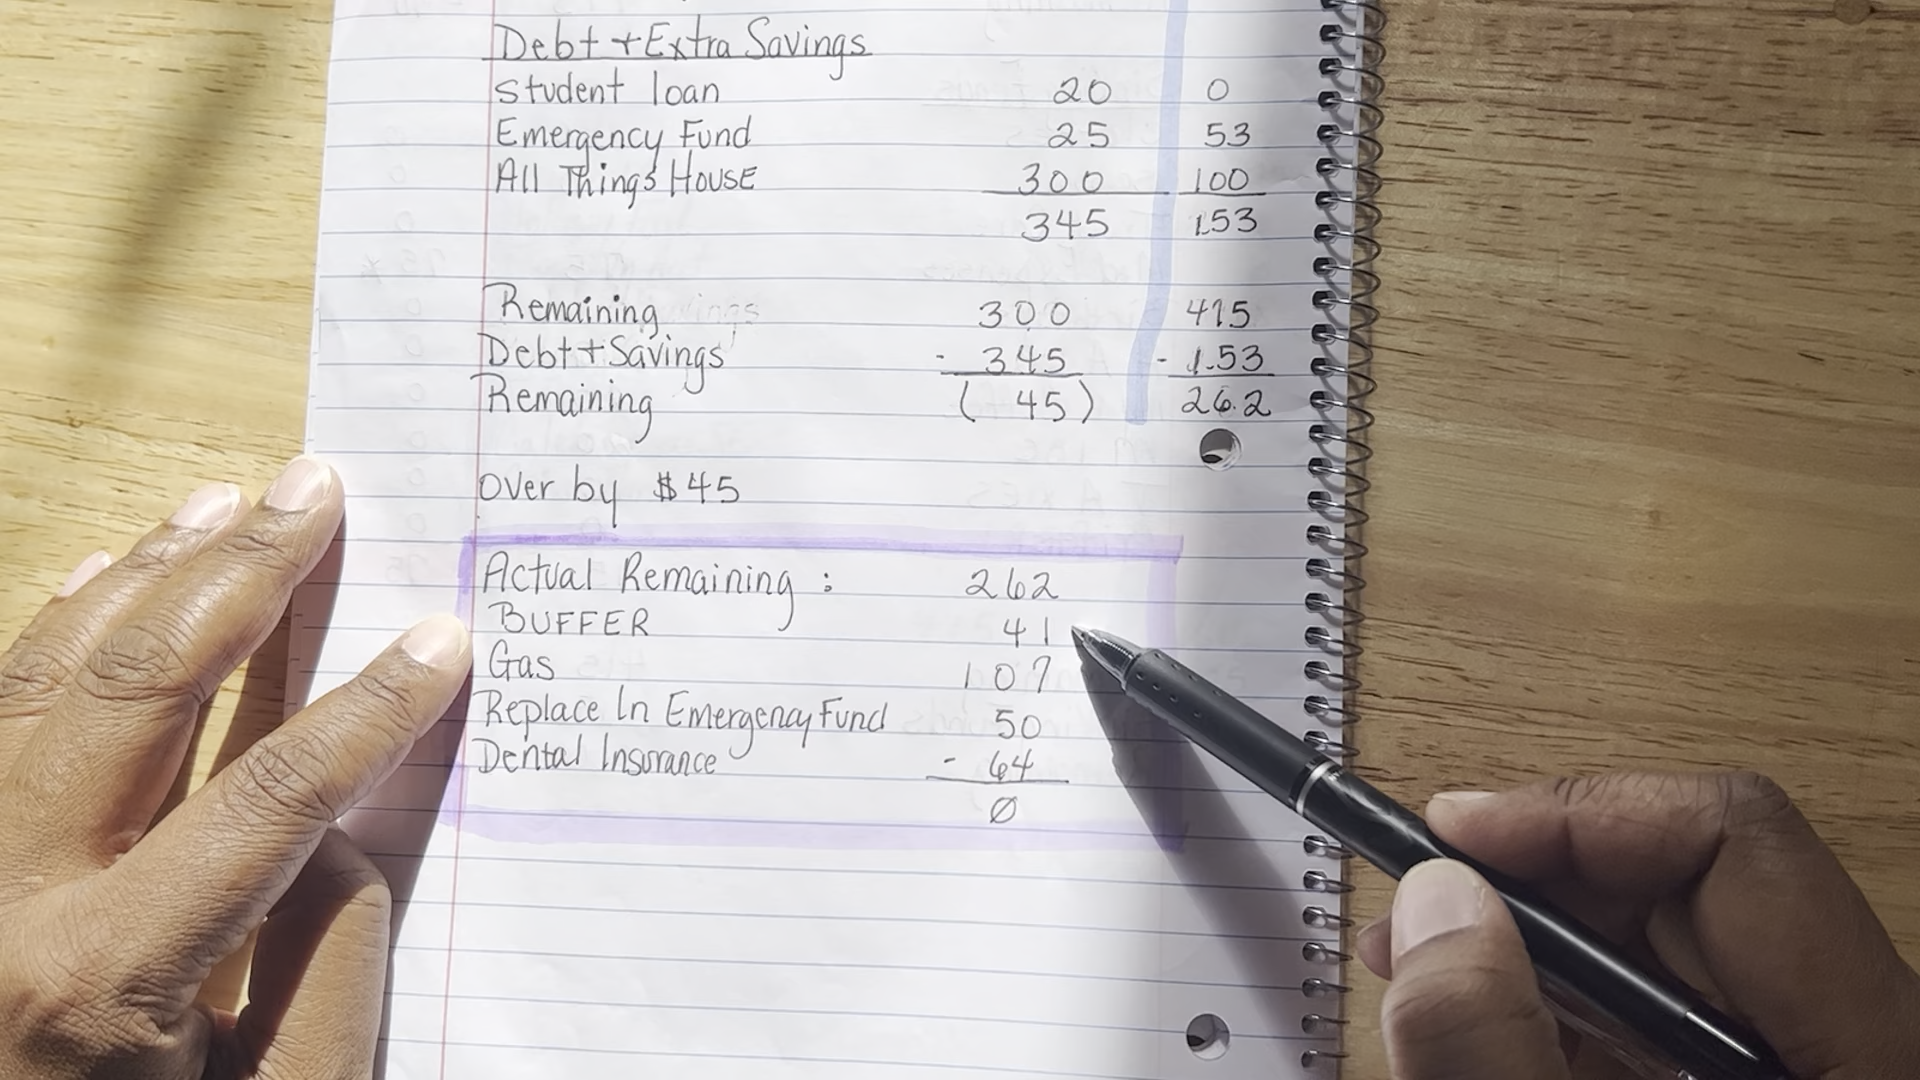 Debt + Extra Savings
Student loan 20 0
Emergency Fund 25 53
All Things House 300 100
345 153
Remaining 300 415
Debt + Savings - 345 - 153
Remaining ( 45 ) 262
over by $45
Actual Remaining : 262
BUFFER 41
Gas 107
Replace In Emergency Fund 50
Dental Insurance - 64
Ø